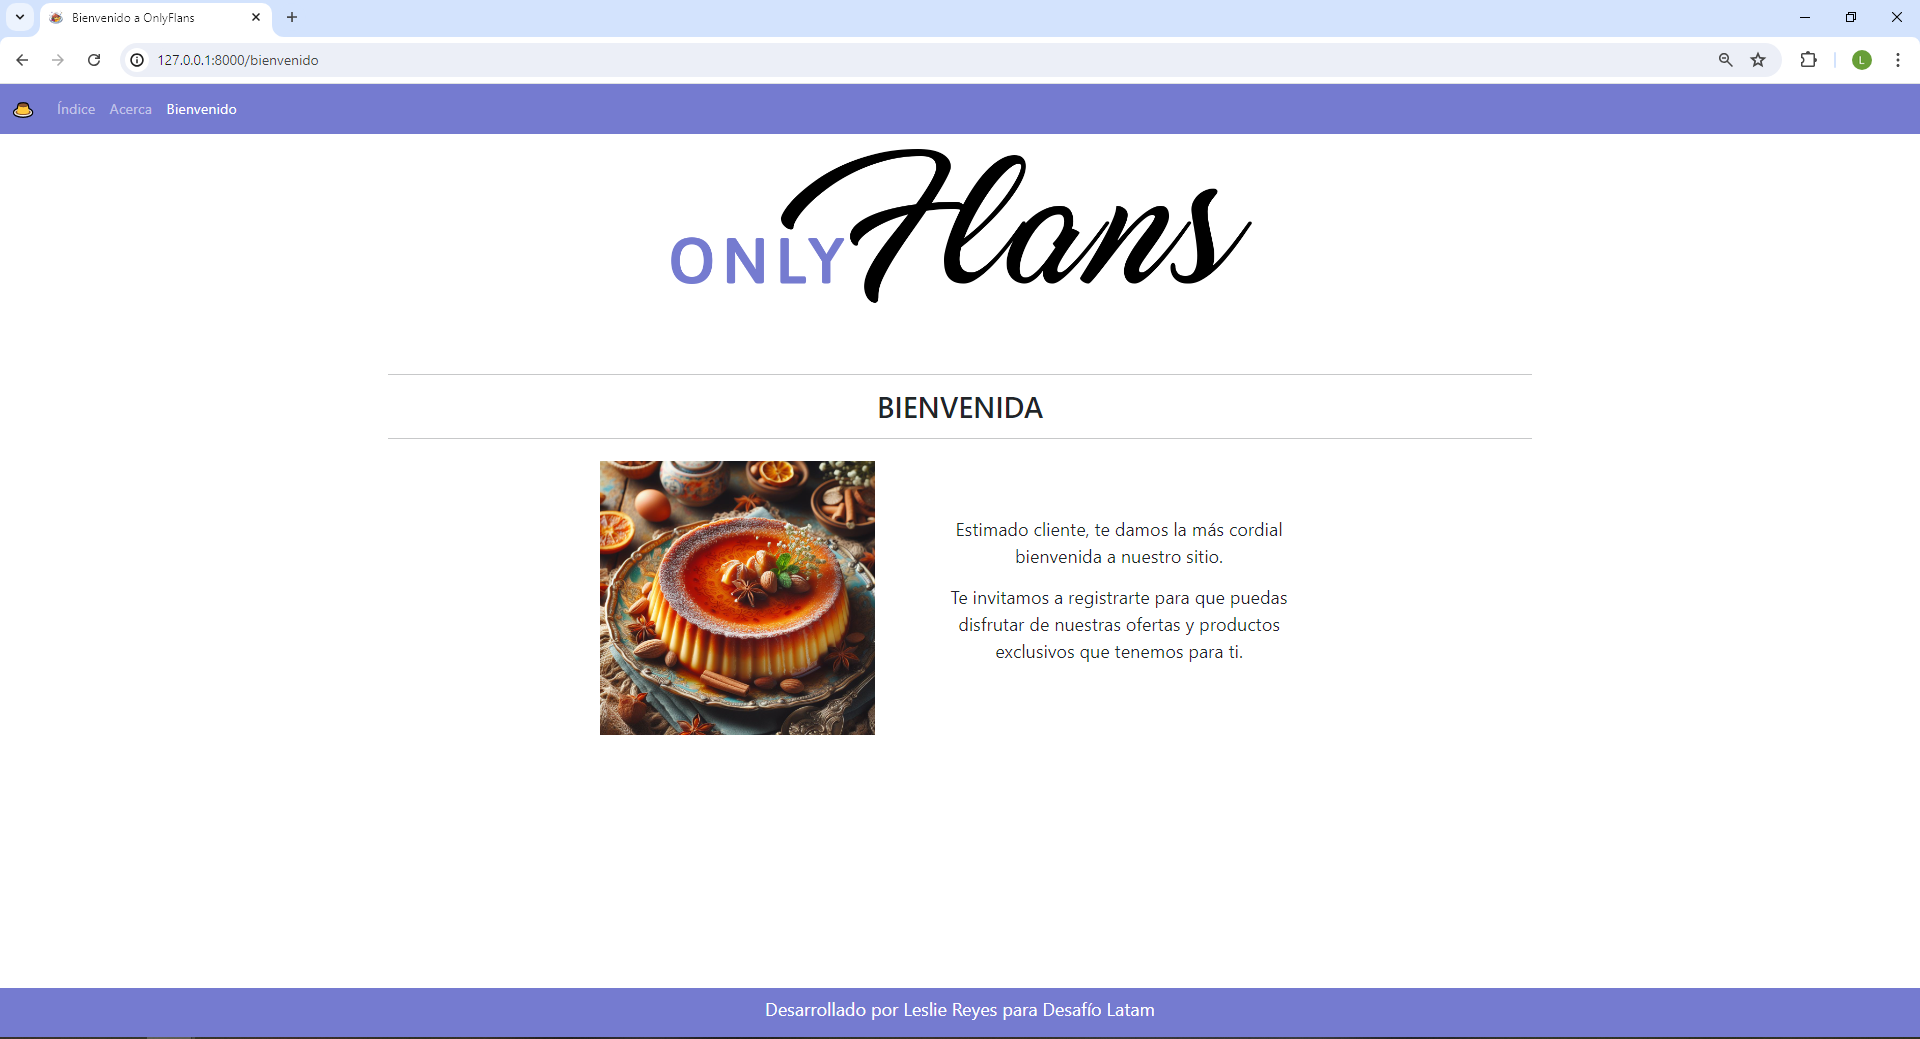 Bienvenido a OnlyFlans
127.0.0.1:8000/bienvenido
L
Índice Acerca Bienvenido
ONLY Flans
BIENVENIDA
Estimado cliente, te damos la más cordial
bienvenida a nuestro sitio.
Te invitamos a registrarte para que puedas
disfrutar de nuestras ofertas y productos
exclusivos que tenemos para ti.
Desarrollado por Leslie Reyes para Desafío Latam